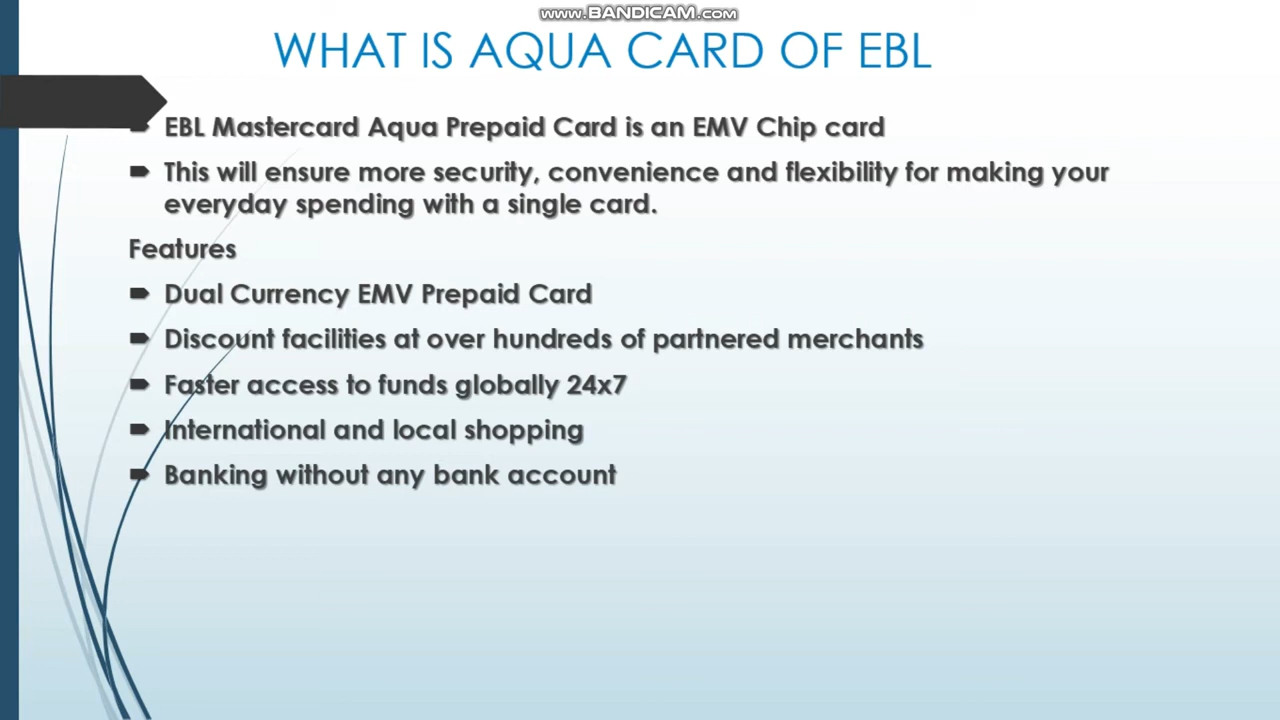 www.BANDICAM.com
WHAT IS AQUA CARD OF EBL
EBL Mastercard Aqua Prepaid Card is an EMV Chip card
This will ensure more security, convenience and flexibility for making your
everyday spending with a single card.
Features
Dual Currency EMV Prepaid Card
Discount facilities at over hundreds of partnered merchants
Faster access to funds globally 24x7
International and local shopping
Banking without any bank account